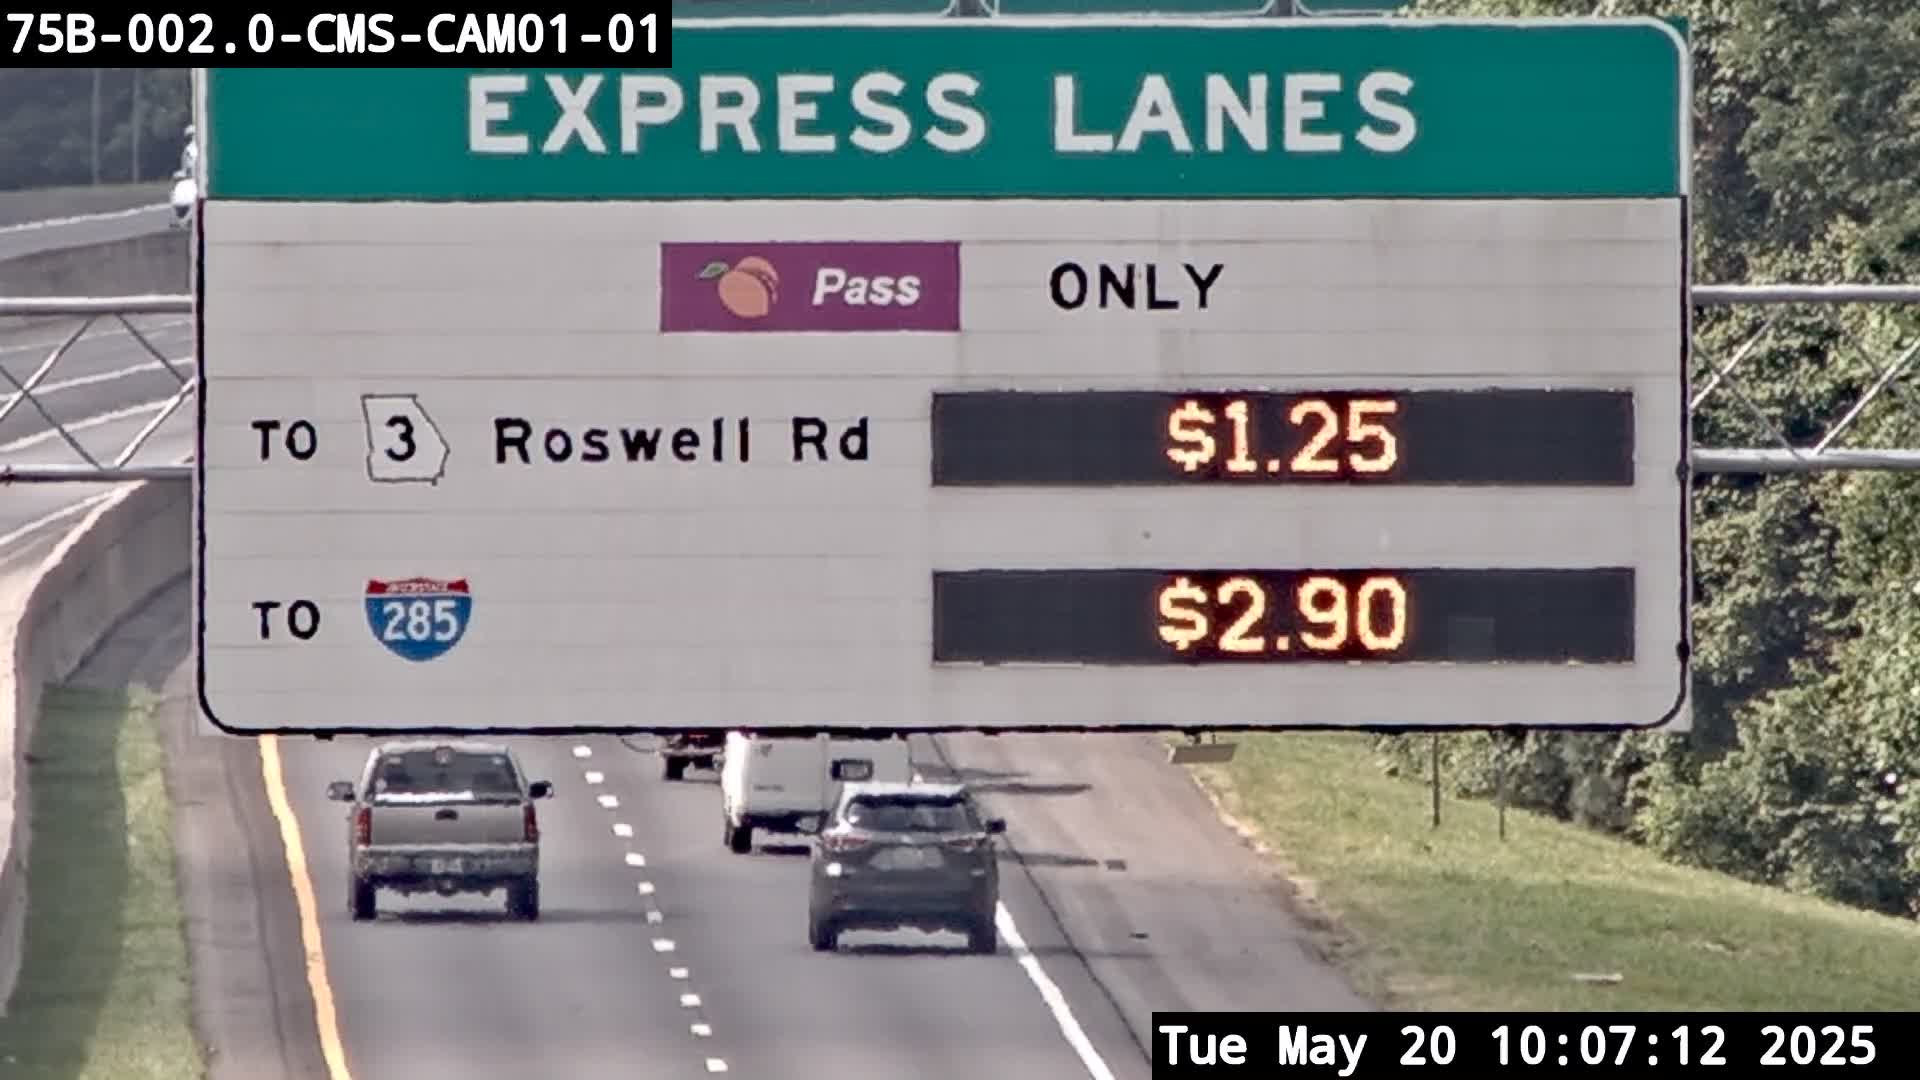 75B-002.0-CMS-CAM01-01
EXPRESS LANES
Pass ONLY
TO 3 Roswell Rd $1.25
INTERSTATE
TO 285 $2.90
Tue May 20 10:07:12 2025